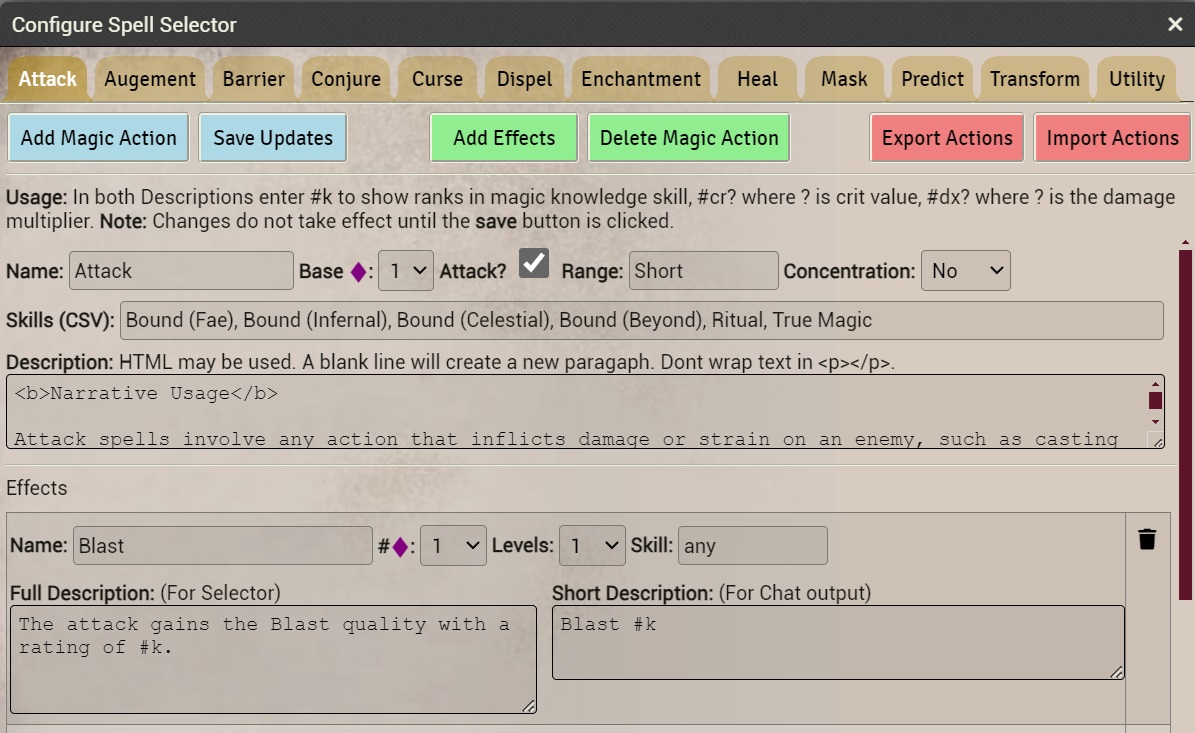 Configure Spell Selector ×
Attack Augement Barrier Conjure Curse Dispel Enchantment Heal Mask Predict Transform Utility
Add Magic Action Save Updates Add Effects Delete Magic Action Export Actions Import Actions
Usage: In both Descriptions enter #k to show ranks in magic knowledge skill, #cr? where ? is crit value, #dx? where ? is the damage
multiplier. Note: Changes do not take effect until the save button is clicked.
Name: Attack Base ♦: 1 Attack? Range: Short Concentration: No
Skills (CSV): Bound (Fae), Bound (Infernal), Bound (Celestial), Bound (Beyond), Ritual, True Magic
Description: HTML may be used. A blank line will create a new paragaph. Dont wrap text in <p></p>.
<b>Narrative Usage</b>
Attack spells involve any action that inflicts damage or strain on an enemy, such as casting
Effects
Name: Blast #♦: 1 Levels: 1 Skill: any
Full Description: (For Selector) Short Description: (For Chat output)
The attack gains the Blast quality with a
rating of #k.
Blast #k